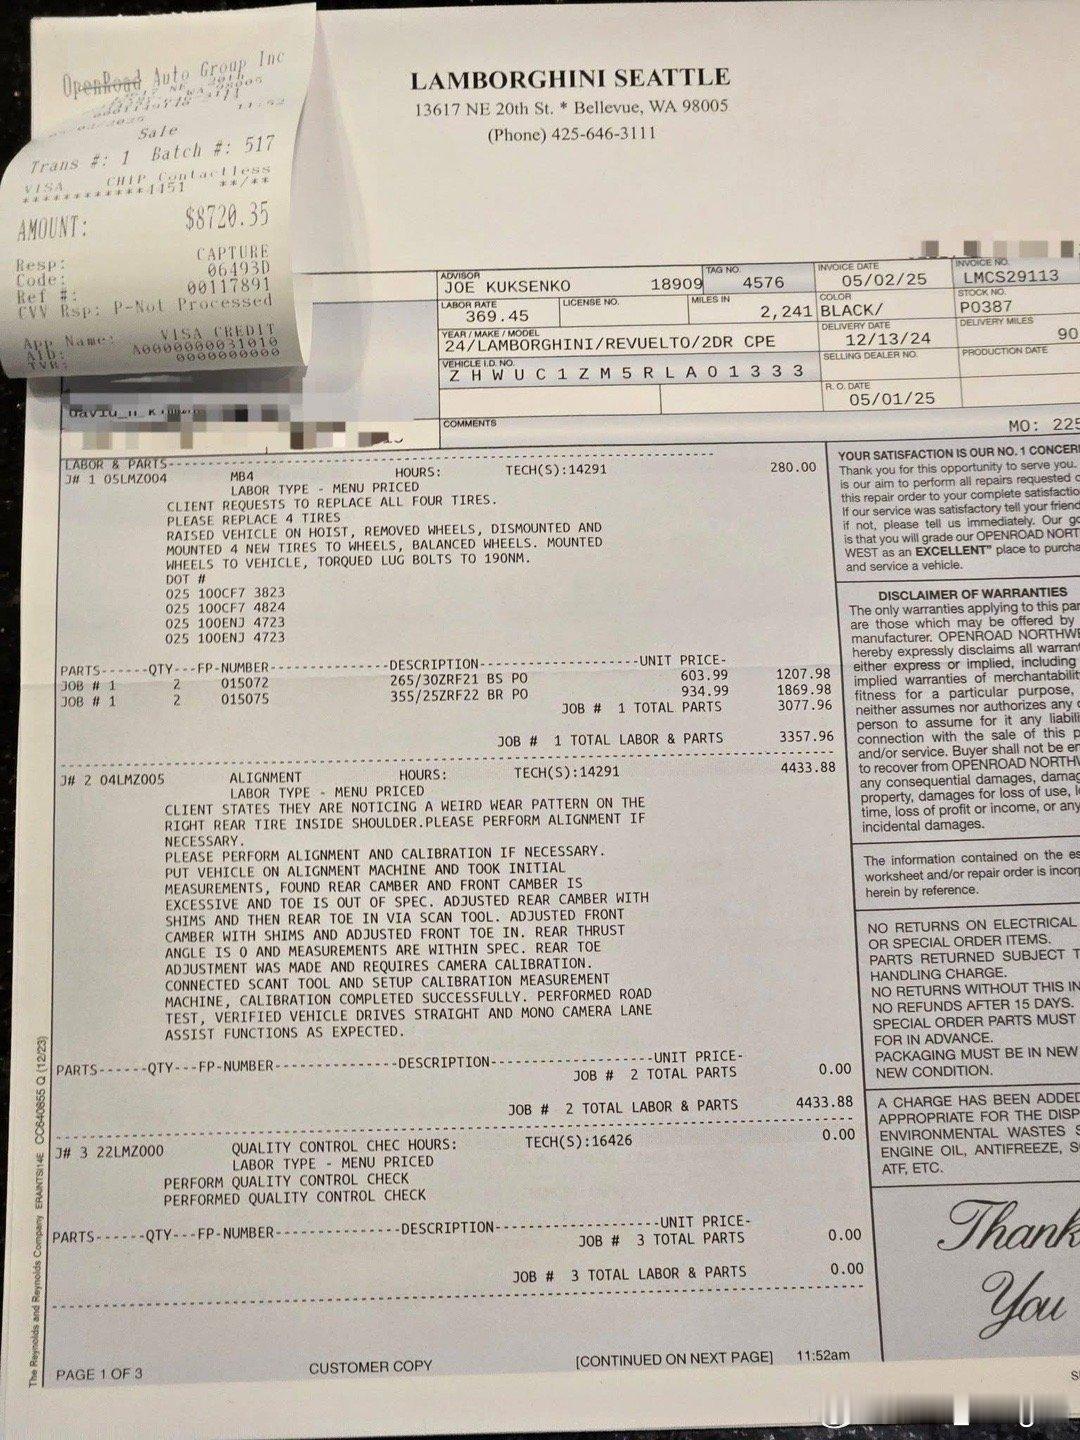 OpenRoad Auto Group Inc
11:52
Sale
Trans #: 1 Batch #: 517
VISA CHIP Contactless
************4451 **/**
AMOUNT: $8720.35
Resp: CAPTURE
Code: 06493D
Ref #: 00117891
CVV Rsp: P-Not Processed
App Name: VISA CREDIT
AID: A0000000031010
TVR: 0000000000
LAMBORGHINI SEATTLE
13617 NE 20th St. * Bellevue, WA 98005
(Phone) 425-646-3111
ADVISOR
JOE KUKSENKO 18909
TAG NO.
4576
INVOICE DATE
05/02/25
INVOICE NO.
LMCS29113
LABOR RATE
369.45
LICENSE NO.
MILES IN
2,241
COLOR
BLACK/
STOCK NO.
P0387
YEAR / MAKE / MODEL
24/LAMBORGHINI/REVUELTO/2DR CPE
DELIVERY DATE
12/13/24
DELIVERY MILES
90
VEHICLE I.D. NO.
ZHWUC1ZM5RLA01333
SELLING DEALER NO.
PRODUCTION DATE
R. O. DATE
05/01/25
COMMENTS
MO: 225
LABOR & PARTS
J# 1 05LMZ004 MB4 HOURS: TECH(S):14291 280.00
LABOR TYPE - MENU PRICED
CLIENT REQUESTS TO REPLACE ALL FOUR TIRES.
PLEASE REPLACE 4 TIRES
RAISED VEHICLE ON HOIST, REMOVED WHEELS, DISMOUNTED AND
MOUNTED 4 NEW TIRES TO WHEELS, BALANCED WHEELS. MOUNTED
WHEELS TO VEHICLE, TORQUED LUG BOLTS TO 190NM.
DOT #
025 100CF7 3823
025 100CF7 4824
025 100ENJ 4723
025 100ENJ 4723
PARTS------QTY---FP-NUMBER---------------DESCRIPTION--------------------UNIT PRICE-
JOB # 1 2 015072 265/30ZRF21 BS PO 603.99 1207.98
JOB # 1 2 015075 355/25ZRF22 BR PO 934.99 1869.98
JOB # 1 TOTAL PARTS 3077.96
JOB # 1 TOTAL LABOR & PARTS 3357.96
J# 2 04LMZ005 ALIGNMENT HOURS: TECH(S):14291 4433.88
LABOR TYPE - MENU PRICED
CLIENT STATES THEY ARE NOTICING A WEIRD WEAR PATTERN ON THE
RIGHT REAR TIRE INSIDE SHOULDER.PLEASE PERFORM ALIGNMENT IF
NECESSARY.
PLEASE PERFORM ALIGNMENT AND CALIBRATION IF NECESSARY.
PUT VEHICLE ON ALIGNMENT MACHINE AND TOOK INITIAL
MEASUREMENTS, FOUND REAR CAMBER AND FRONT CAMBER IS
EXCESSIVE AND TOE IS OUT OF SPEC. ADJUSTED REAR CAMBER WITH
SHIMS AND THEN REAR TOE IN VIA SCAN TOOL. ADJUSTED FRONT
CAMBER WITH SHIMS AND ADJUSTED FRONT TOE IN. REAR THRUST
ANGLE IS 0 AND MEASUREMENTS ARE WITHIN SPEC. REAR TOE
ADJUSTMENT WAS MADE AND REQUIRES CAMERA CALIBRATION.
CONNECTED SCANT TOOL AND SETUP CALIBRATION MEASUREMENT
MACHINE, CALIBRATION COMPLETED SUCCESSFULLY. PERFORMED ROAD
TEST, VERIFIED VEHICLE DRIVES STRAIGHT AND MONO CAMERA LANE
ASSIST FUNCTIONS AS EXPECTED.
PARTS------QTY---FP-NUMBER---------------DESCRIPTION--------------------UNIT PRICE-
JOB # 2 TOTAL PARTS 0.00
JOB # 2 TOTAL LABOR & PARTS 4433.88
J# 3 22LMZ000 QUALITY CONTROL CHEC HOURS: TECH(S):16426 0.00
LABOR TYPE - MENU PRICED
PERFORM QUALITY CONTROL CHECK
PERFORMED QUALITY CONTROL CHECK
PARTS------QTY---FP-NUMBER---------------DESCRIPTION--------------------UNIT PRICE-
JOB # 3 TOTAL PARTS 0.00
JOB # 3 TOTAL LABOR & PARTS 0.00
PAGE 1 OF 3 CUSTOMER COPY [CONTINUED ON NEXT PAGE] 11:52am
YOUR SATISFACTION IS OUR NO. 1 CONCER
Thank you for this opportunity to serve you.
is our aim to perform all repairs requested
this repair order to your complete satisfactio
If our service was satisfactory tell your friend
if not, please tell us immediately. Our go
is that you will grade our OPENROAD NORT
WEST as an EXCELLENT" place to purcha
and service a vehicle.
DISCLAIMER OF WARRANTIES
The only warranties applying to this par
are those which may be offered by
manufacturer. OPENROAD NORTHW
hereby expressly disclaims all warran
either express or implied, including
implied warranties of merchantabilit
fitness for a particular purpose,
neither assumes nor authorizes any
person to assume for it any liabili
connection with the sale of this p
and/or service. Buyer shall not be en
to recover from OPENROAD NORTHW
any consequential damages, damag
property, damages for loss of use, l
time, loss of profit or income, or any
incidental damages.
The information contained on the es
worksheet and/or repair order is incor
herein by reference.
NO RETURNS ON ELECTRICAL
OR SPECIAL ORDER ITEMS.
PARTS RETURNED SUBJECT T
HANDLING CHARGE.
NO RETURNS WITHOUT THIS IN
NO REFUNDS AFTER 15 DAYS.
SPECIAL ORDER PARTS MUST
FOR IN ADVANCE.
PACKAGING MUST BE IN NEW
NEW CONDITION.
A CHARGE HAS BEEN ADDED
APPROPRIATE FOR THE DISP
ENVIRONMENTAL WASTES S
ENGINE OIL, ANTIFREEZE, S
ATF, ETC.
Thank
You
The Reynolds and Reynolds Company ERAINTSI14E CC640855 Q (12/23)